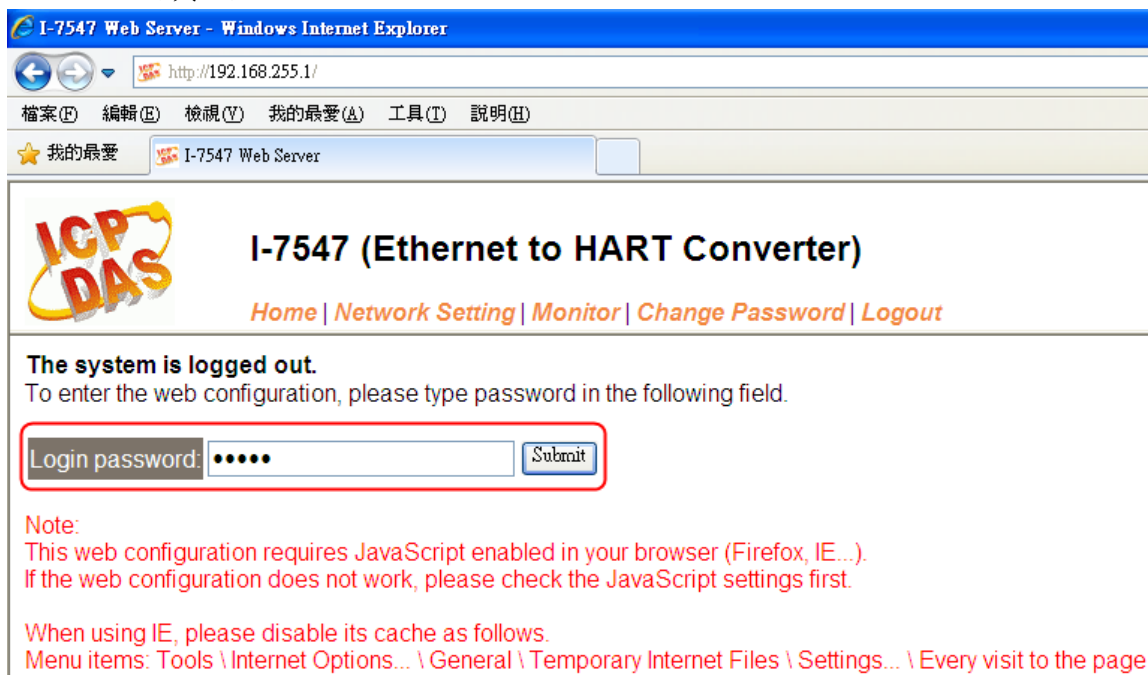 I-7547 Web Server - Windows Internet Explorer
http://192.168.255.1/
檔案(F) 編輯(E) 檢視(V) 我的最愛(A) 工具(T) 說明(H)
我的最愛 I-7547 Web Server
ICP DAS
I-7547 (Ethernet to HART Converter)
Home | Network Setting | Monitor | Change Password | Logout
The system is logged out.
To enter the web configuration, please type password in the following field.
Login password: ••••• Submit
Note:
This web configuration requires JavaScript enabled in your browser (Firefox, IE...).
If the web configuration does not work, please check the JavaScript settings first.
When using IE, please disable its cache as follows.
Menu items: Tools \ Internet Options... \ General \ Temporary Internet Files \ Settings... \ Every visit to the page